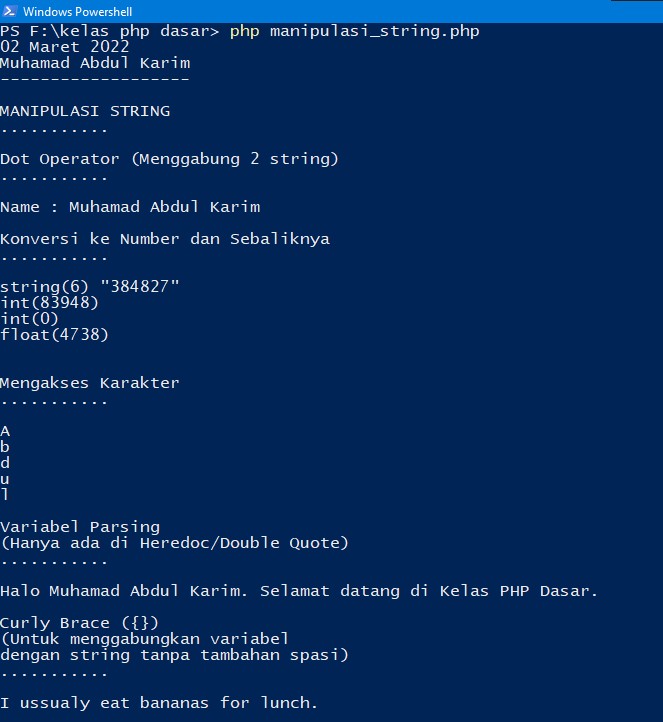 Windows Powershell
PS F:\kelas php dasar> php manipulasi_string.php
02 Maret 2022
Muhamad Abdul Karim
-------------------
MANIPULASI STRING
...........
Dot Operator (Menggabung 2 string)
...........
Name : Muhamad Abdul Karim
Konversi ke Number dan Sebaliknya
...........
string(6) "384827"
int(83948)
int(0)
float(4738)
Mengakses Karakter
...........
A
b
d
u
l
Variabel Parsing
(Hanya ada di Heredoc/Double Quote)
...........
Halo Muhamad Abdul Karim. Selamat datang di Kelas PHP Dasar.
Curly Brace ({})
(Untuk menggabungkan variabel
dengan string tanpa tambahan spasi)
...........
I ussualy eat bananas for lunch.